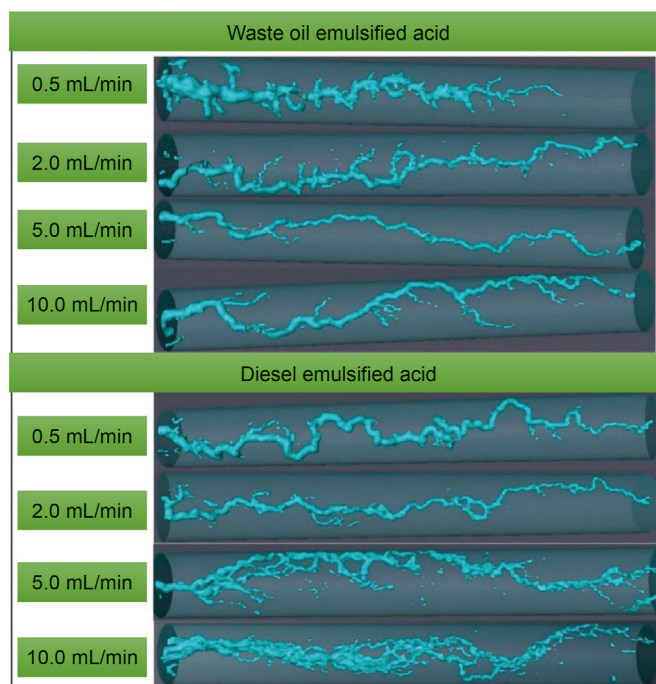 Waste oil emulsified acid
0.5 mL/min
2.0 mL/min
5.0 mL/min
10.0 mL/min
Diesel emulsified acid
0.5 mL/min
2.0 mL/min
5.0 mL/min
10.0 mL/min